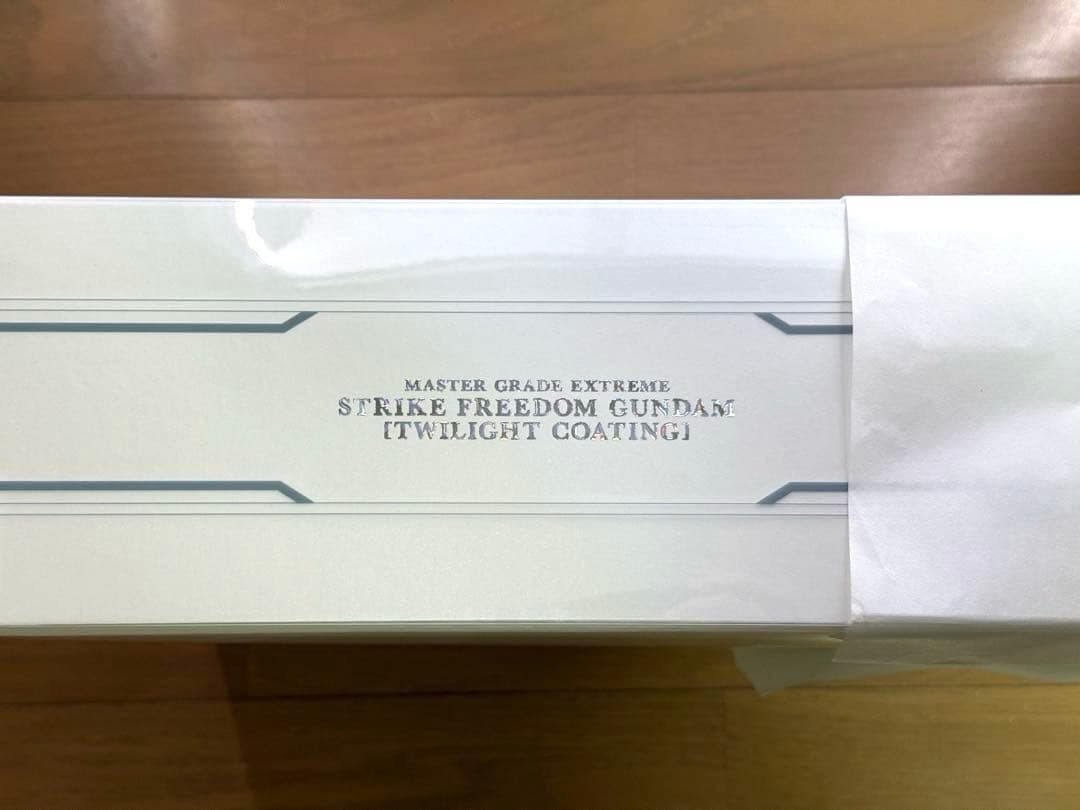 MASTER GRADE EXTREME
STRIKE FREEDOM GUNDAM
[TWILIGHT COATING]